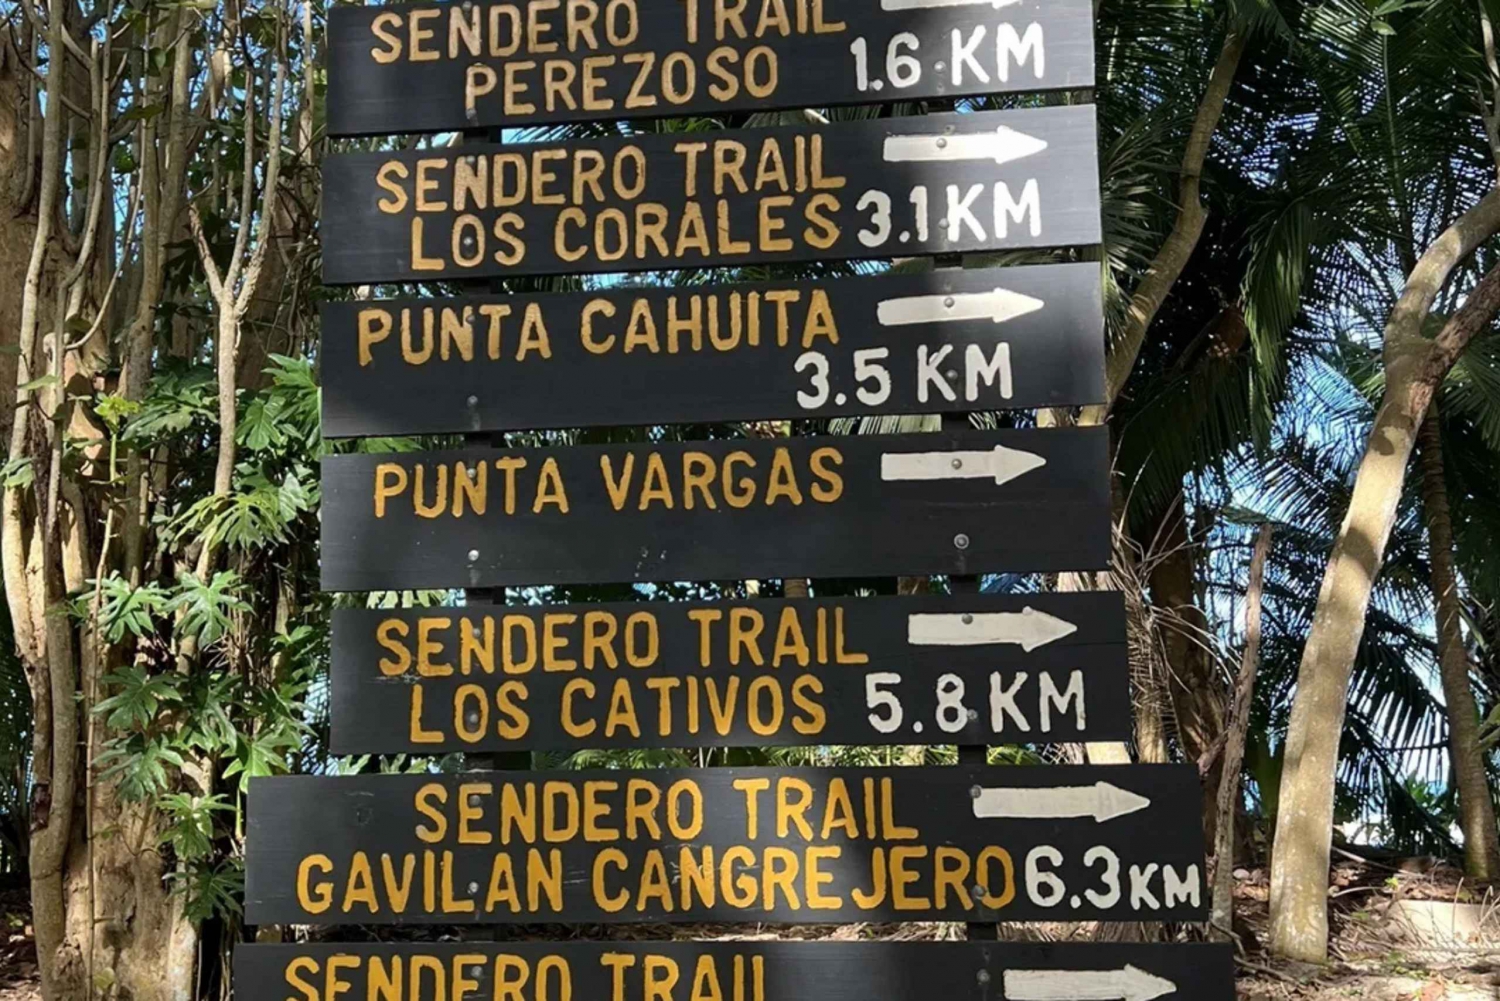 SENDERO TRAIL
PEREZOSO 1.6 KM
SENDERO TRAIL
LOS CORALES 3.1 KM
PUNTA CAHUITA
3.5 KM
PUNTA VARGAS
SENDERO TRAIL
LOS CATIVOS 5.8 KM
SENDERO TRAIL
GAVILAN CANGREJERO 6.3 KM
SENDERO TRAIL